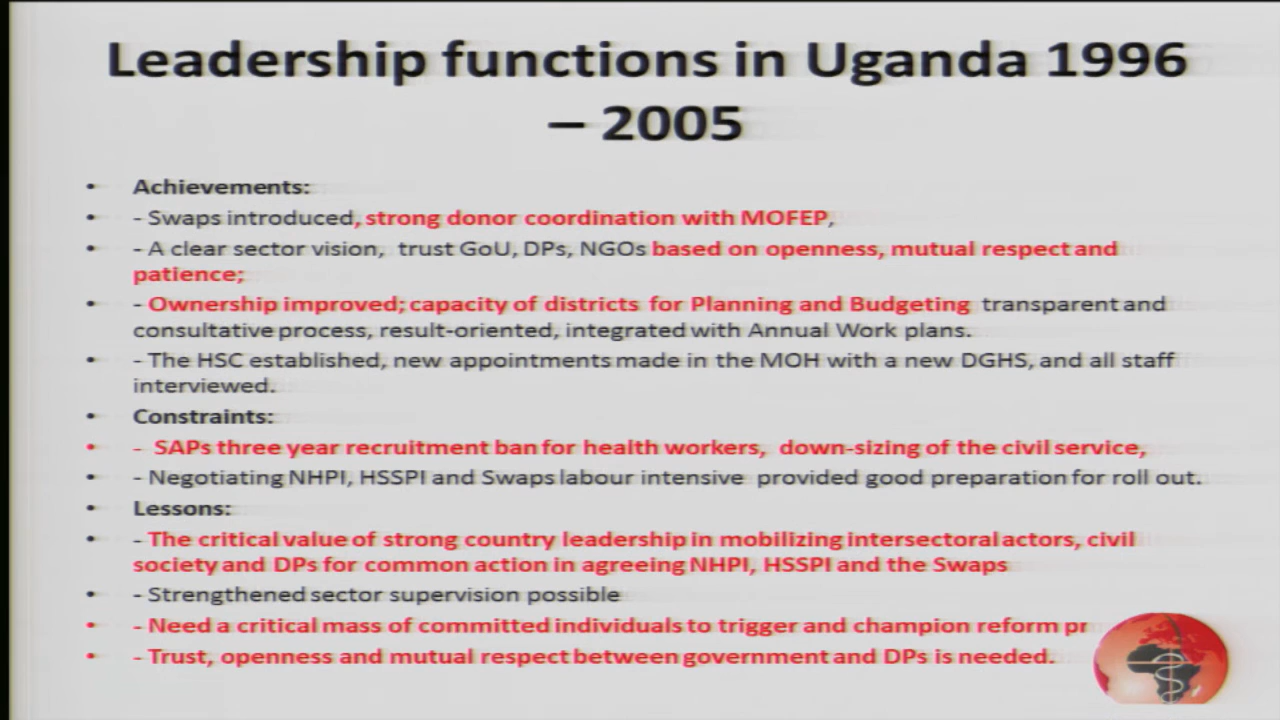 Leadership functions in Uganda 1996
– 2005
• Achievements:
• - Swaps introduced, strong donor coordination with MOFEP,
• - A clear sector vision, trust GoU, DPs, NGOs based on openness, mutual respect and
patience;
• - Ownership improved; capacity of districts for Planning and Budgeting transparent and
consultative process, result-oriented, integrated with Annual Work plans.
• - The HSC established, new appointments made in the MOH with a new DGHS, and all staff
interviewed.
• Constraints:
• - SAPs three year recruitment ban for health workers, down-sizing of the civil service,
• - Negotiating NHPI, HSSPI and Swaps labour intensive provided good preparation for roll out.
• Lessons:
• - The critical value of strong country leadership in mobilizing intersectoral actors, civil
society and DPs for common action in agreeing NHPI, HSSPI and the Swaps
• - Strengthened sector supervision possible
• - Need a critical mass of committed individuals to trigger and champion reform pr
• - Trust, openness and mutual respect between government and DPs is needed.